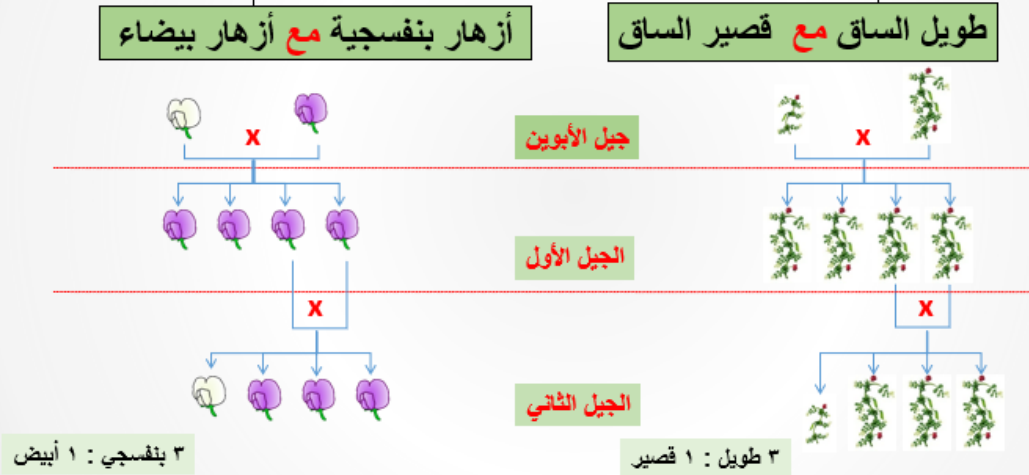 طويل الساق مع قصير الساق
أزهار بنفسجية مع أزهار بيضاء
x
x
جيل الأبوين
الجيل الأول
x
x
الجيل الثاني
٣ طويل : ١ قصير
٣ بنفسجي : ١ أبيض